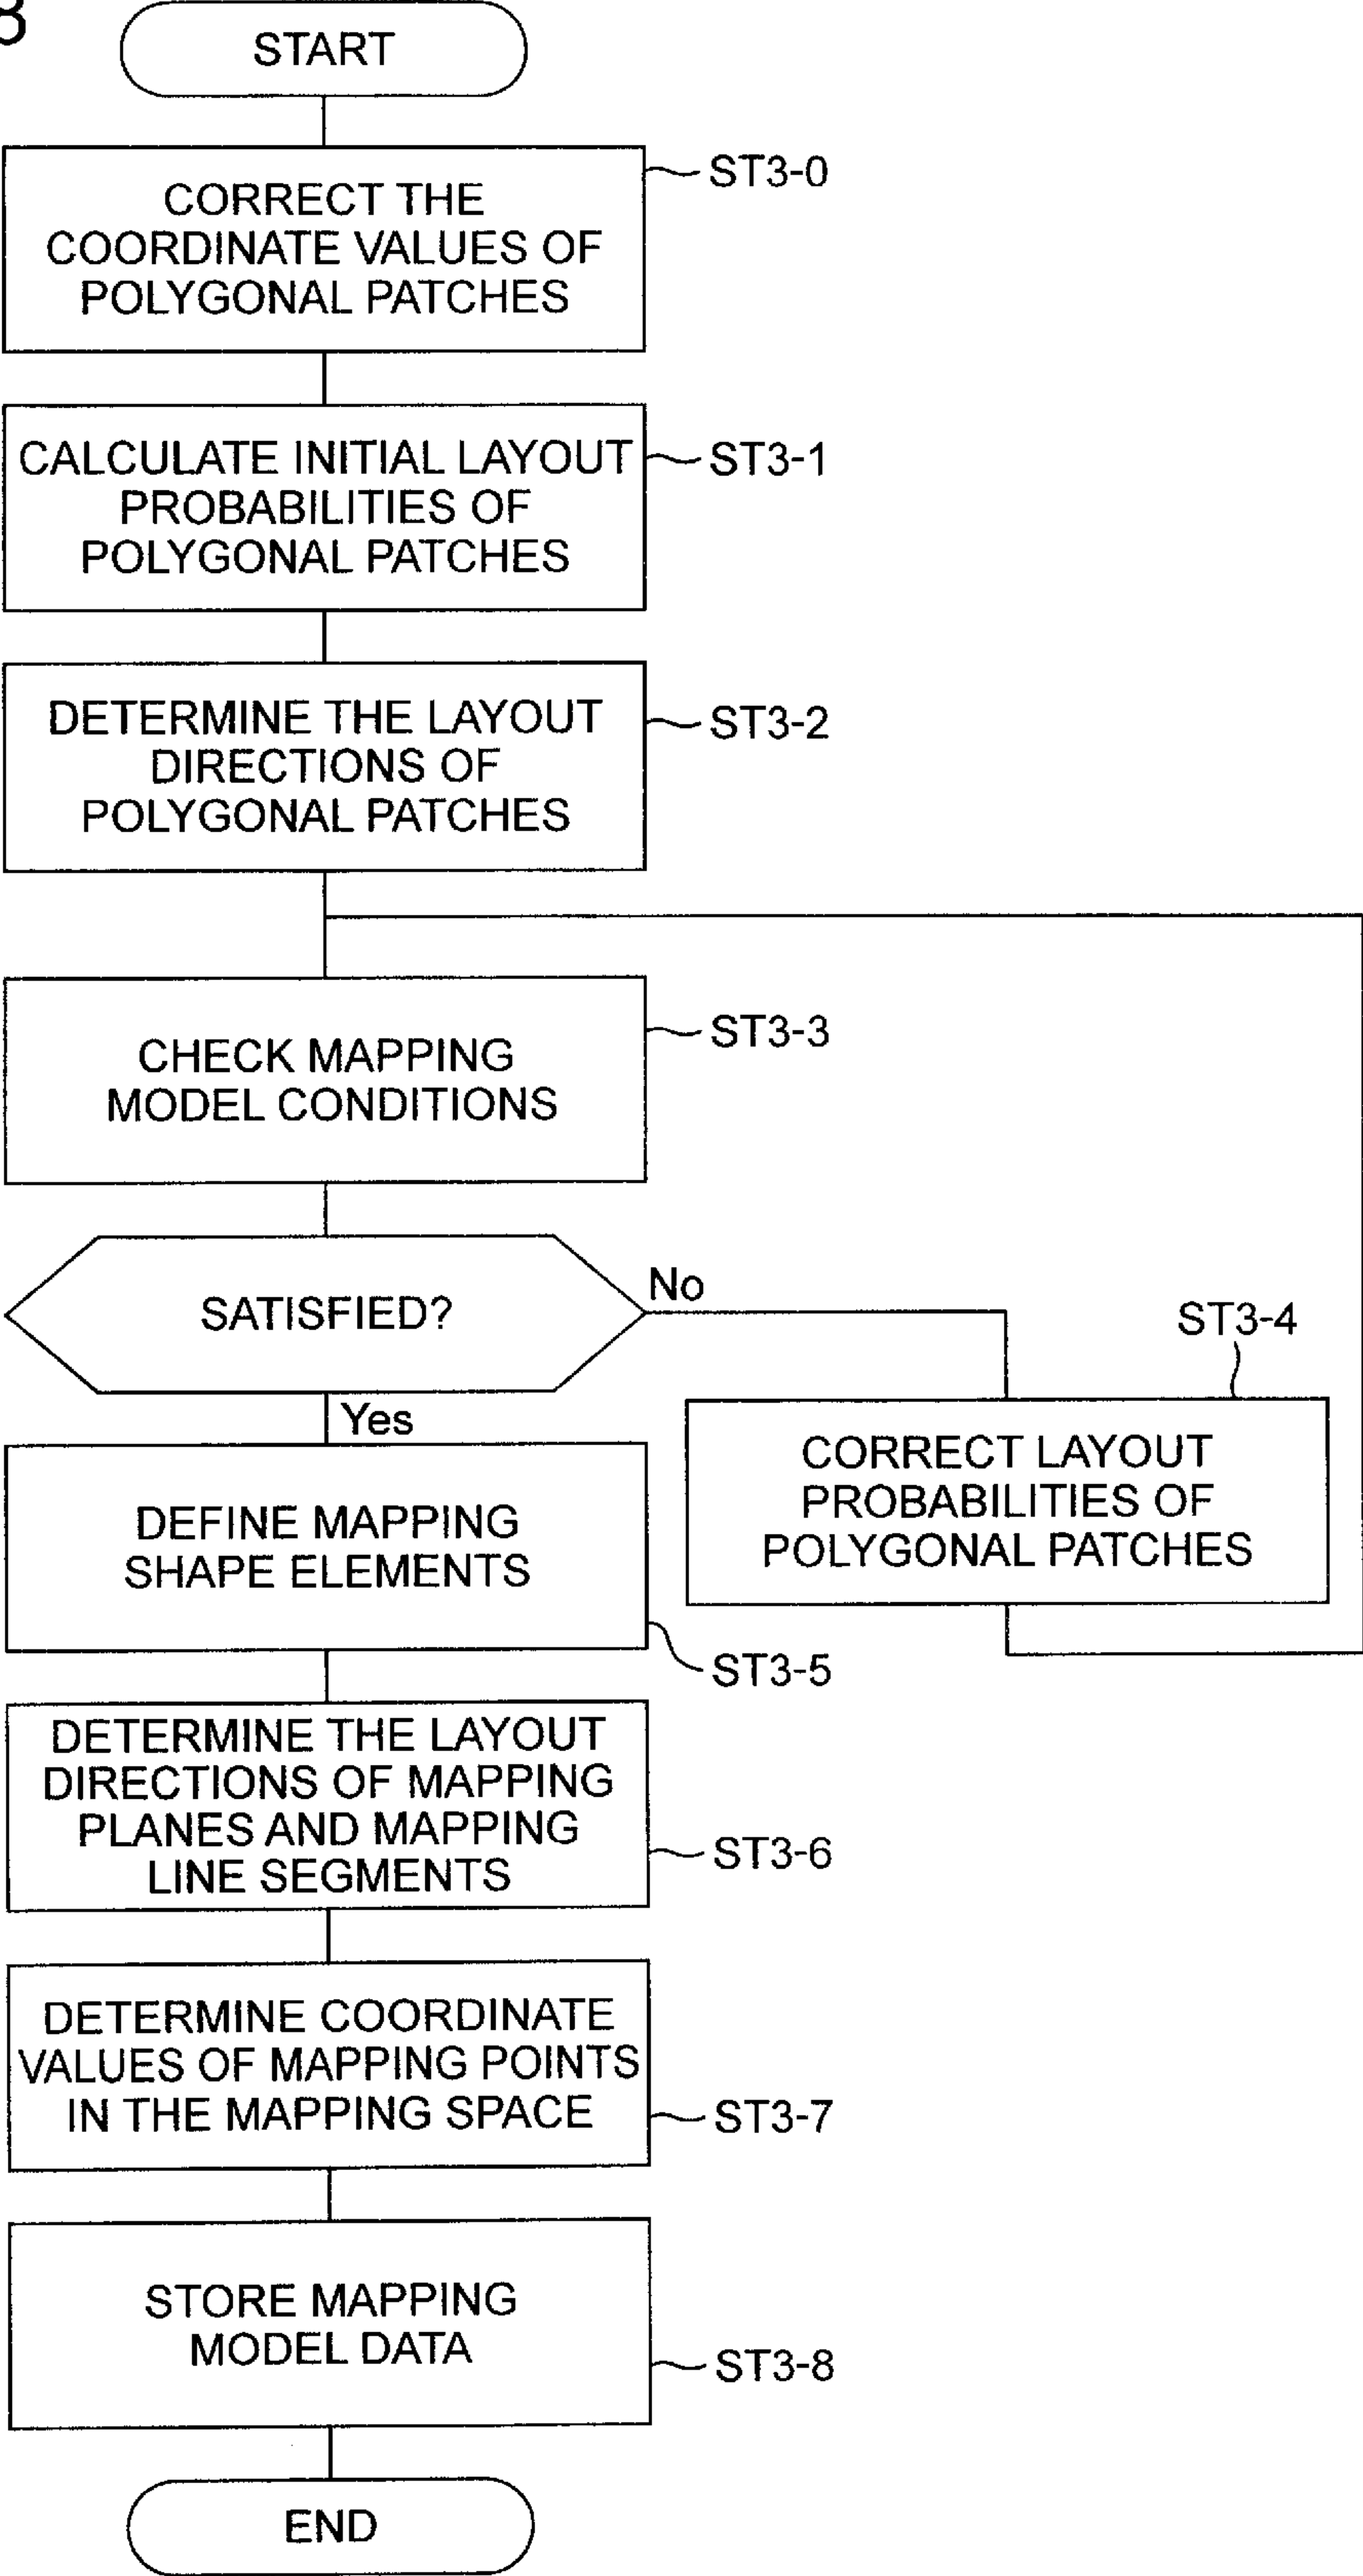 START
CORRECT THE
COORDINATE VALUES OF
POLYGONAL PATCHES
ST3-0
CALCULATE INITIAL LAYOUT
PROBABILITIES OF
POLYGONAL PATCHES
ST3-1
DETERMINE THE LAYOUT
DIRECTIONS OF
POLYGONAL PATCHES
ST3-2
CHECK MAPPING
MODEL CONDITIONS
ST3-3
SATISFIED?
No
Yes
ST3-4
CORRECT LAYOUT
PROBABILITIES OF
POLYGONAL PATCHES
DEFINE MAPPING
SHAPE ELEMENTS
ST3-5
DETERMINE THE LAYOUT
DIRECTIONS OF MAPPING
PLANES AND MAPPING
LINE SEGMENTS
ST3-6
DETERMINE COORDINATE
VALUES OF MAPPING POINTS
IN THE MAPPING SPACE
ST3-7
STORE MAPPING
MODEL DATA
ST3-8
END